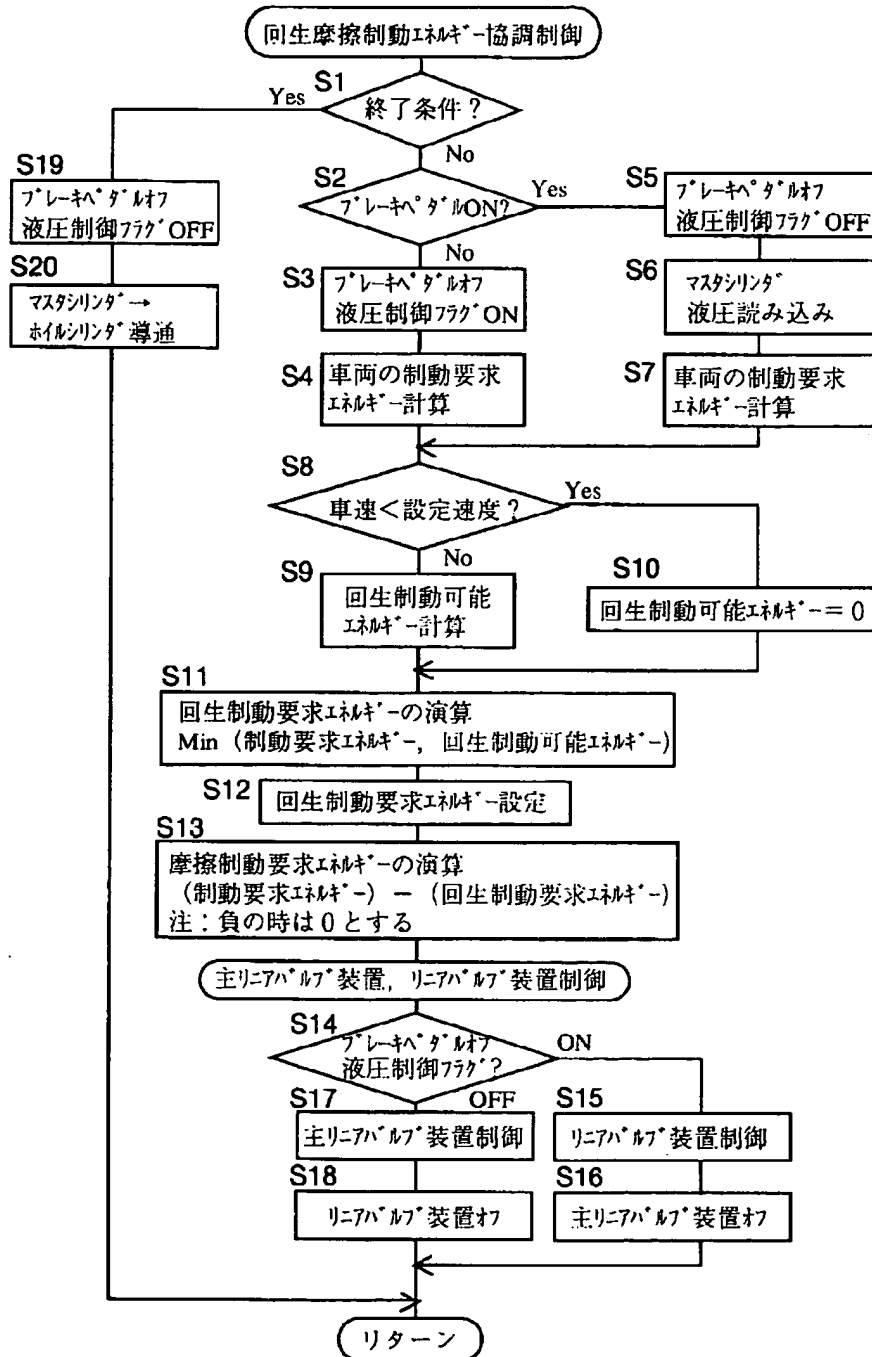 回生摩擦制動エネルギー協調制御
S1
Yes
終了条件?
No
S19
ブレーキペダルオフ
液圧制御フラグOFF
S20
マスタシリンダ→
ホイルシリンダ導通
S2
ブレーキペダルON?
Yes
No
S5
ブレーキペダルオフ
液圧制御フラグOFF
S3
ブレーキペダルオフ
液圧制御フラグON
S6
マスタシリンダ
液圧読み込み
S4
車両の制動要求
エネルギー計算
S7
車両の制動要求
エネルギー計算
S8
車速<設定速度?
Yes
No
S9
回生制動可能
エネルギー計算
S10
回生制動可能エネルギー=0
S11
回生制動要求エネルギーの演算
Min(制動要求エネルギー,回生制動可能エネルギー)
S12
回生制動要求エネルギー設定
S13
摩擦制動要求エネルギーの演算
(制動要求エネルギー)-(回生制動要求エネルギー)
注:負の時は0とする
主リニアバルブ装置,リニアバルブ装置制御
S14
ブレーキペダルオフ
液圧制御フラグ?
ON
OFF
S17
主リニアバルブ装置制御
S15
リニアバルブ装置制御
S18
リニアバルブ装置オフ
S16
主リニアバルブ装置オフ
リターン